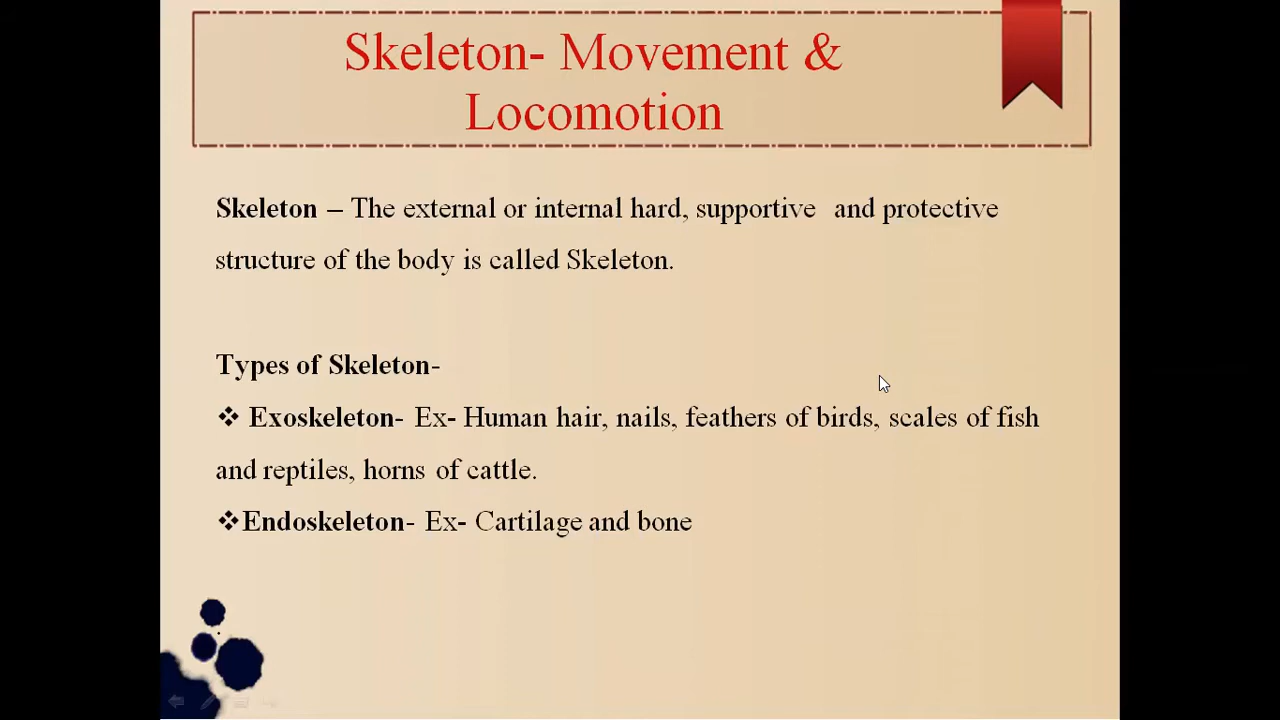 Skeleton- Movement &
Locomotion
Skeleton – The external or internal hard, supportive and protective
structure of the body is called Skeleton.
Types of Skeleton-
❖ Exoskeleton- Ex- Human hair, nails, feathers of birds, scales of fish
and reptiles, horns of cattle.
❖Endoskeleton- Ex- Cartilage and bone